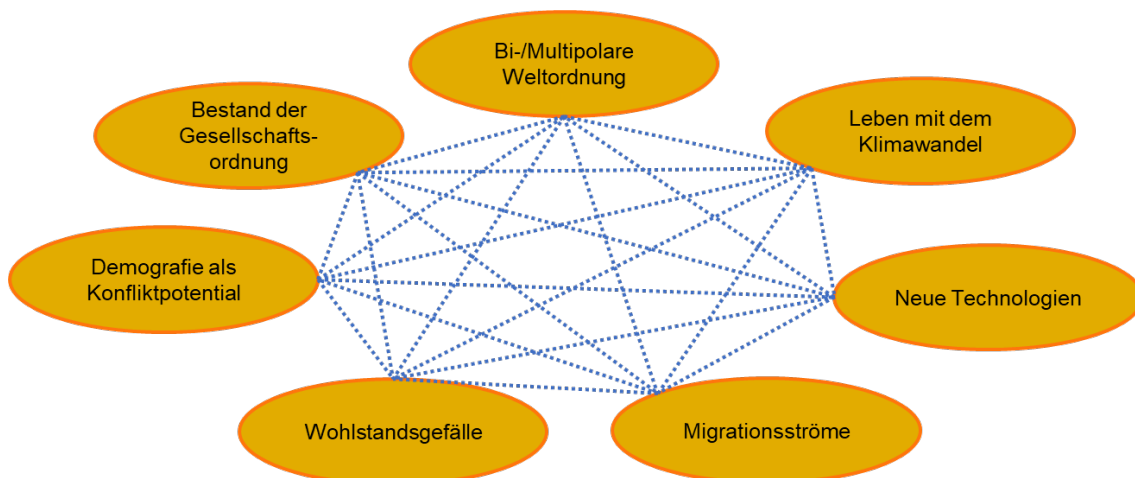 Bi-/Multipolare
Weltordnung
Bestand der
Gesellschafts-
ordnung
Leben mit dem
Klimawandel
Demografie als
Konfliktpotential
Neue Technologien
Wohlstandsgefälle
Migrationsströme